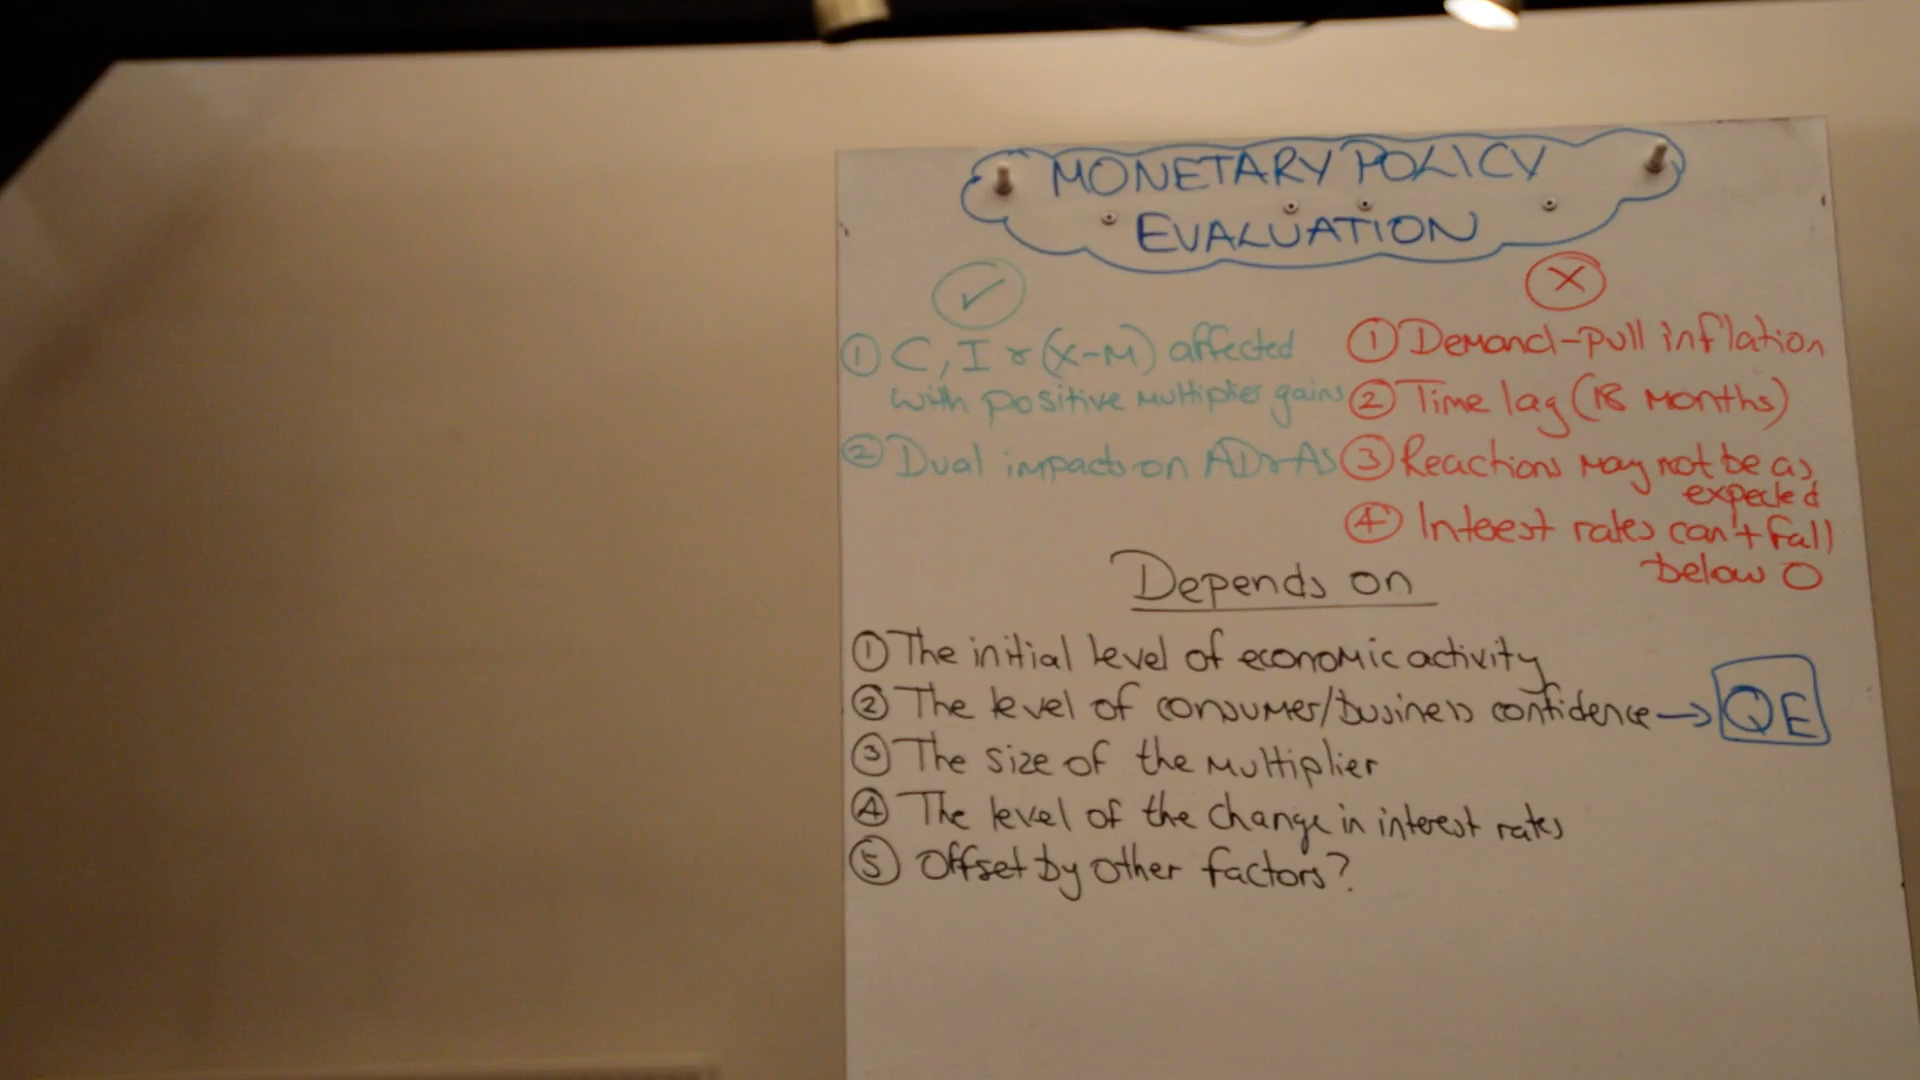 MONETARY POLICY
EVALUATION
① C, I & (X-M) affected
with positive multiplier gains
② Dual impacts on AD & AS
① Demand-pull inflation
② Time lag (18 months)
③ Reactions may not be as
expected
④ Interest rates can't fall
below 0
Depends on
① The initial level of economic activity
② The level of consumer/business confidence → QE
③ The size of the multiplier
④ The level of the change in interest rates
⑤ Offset by other factors?